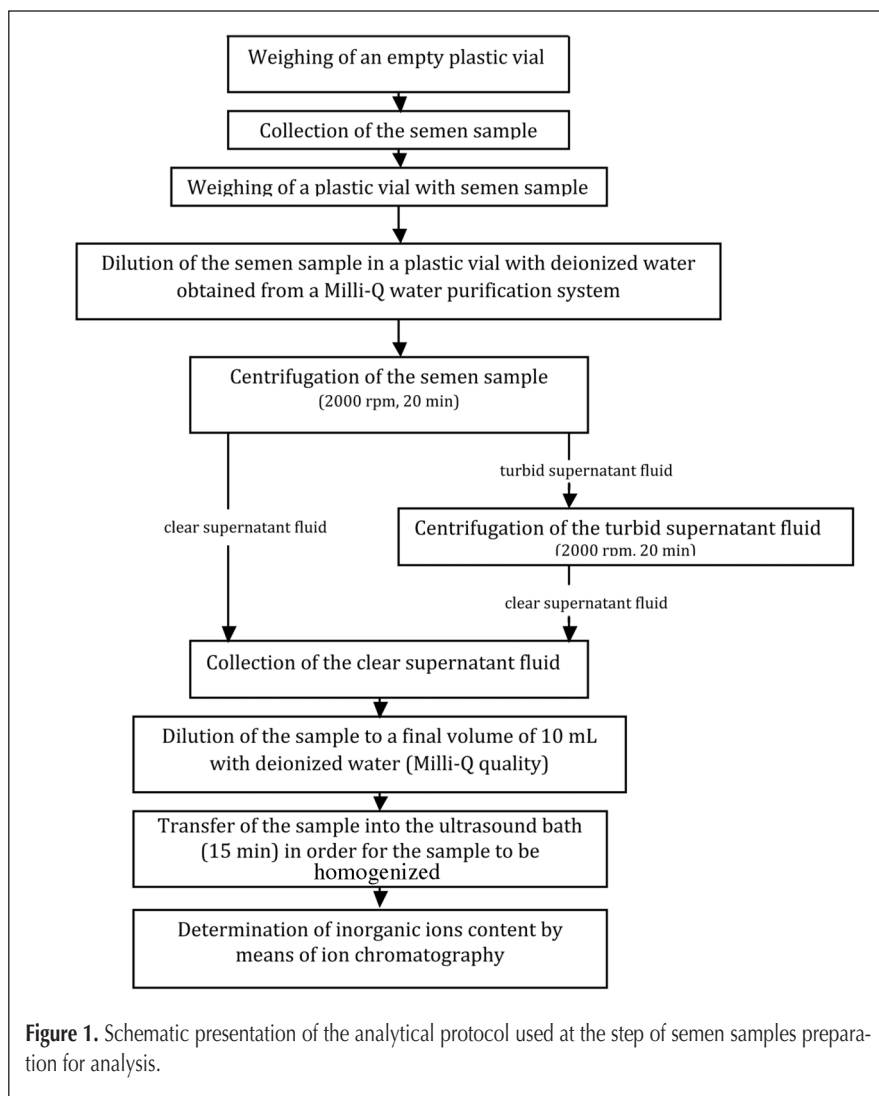 Weighing of an empty plastic vial
Collection of the semen sample
Weighing of a plastic vial with semen sample
Dilution of the semen sample in a plastic vial with deionized water
obtained from a Milli-Q water purification system
Centrifugation of the semen sample
(2000 rpm, 20 min)
turbid supernatant fluid
clear supernatant fluid
Centrifugation of the turbid supernatant fluid
(2000 rpm, 20 min)
clear supernatant fluid
Collection of the clear supernatant fluid
Dilution of the sample to a final volume of 10 mL
with deionized water (Milli-Q quality)
Transfer of the sample into the ultrasound bath
(15 min) in order for the sample to be
homogenized
Determination of inorganic ions content by
means of ion chromatography
Figure 1. Schematic presentation of the analytical protocol used at the step of semen samples prepara-
tion for analysis.